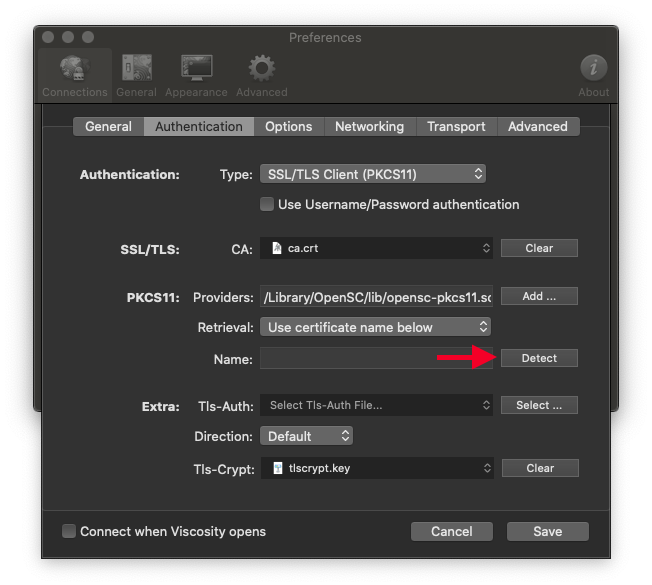 Preferences
Connections General Appearance Advanced About
General Authentication Options Networking Transport Advanced
Authentication: Type: SSL/TLS Client (PKCS11)
Use Username/Password authentication
SSL/TLS: CA: ca.crt Clear
PKCS11: Providers: /Library/OpenSC/lib/opensc-pkcs11.so Add ...
Retrieval: Use certificate name below
Name: Detect
Extra: Tls-Auth: Select Tls-Auth File... Select ...
Direction: Default
Tls-Crypt: tlscrypt.key Clear
Connect when Viscosity opens Cancel Save